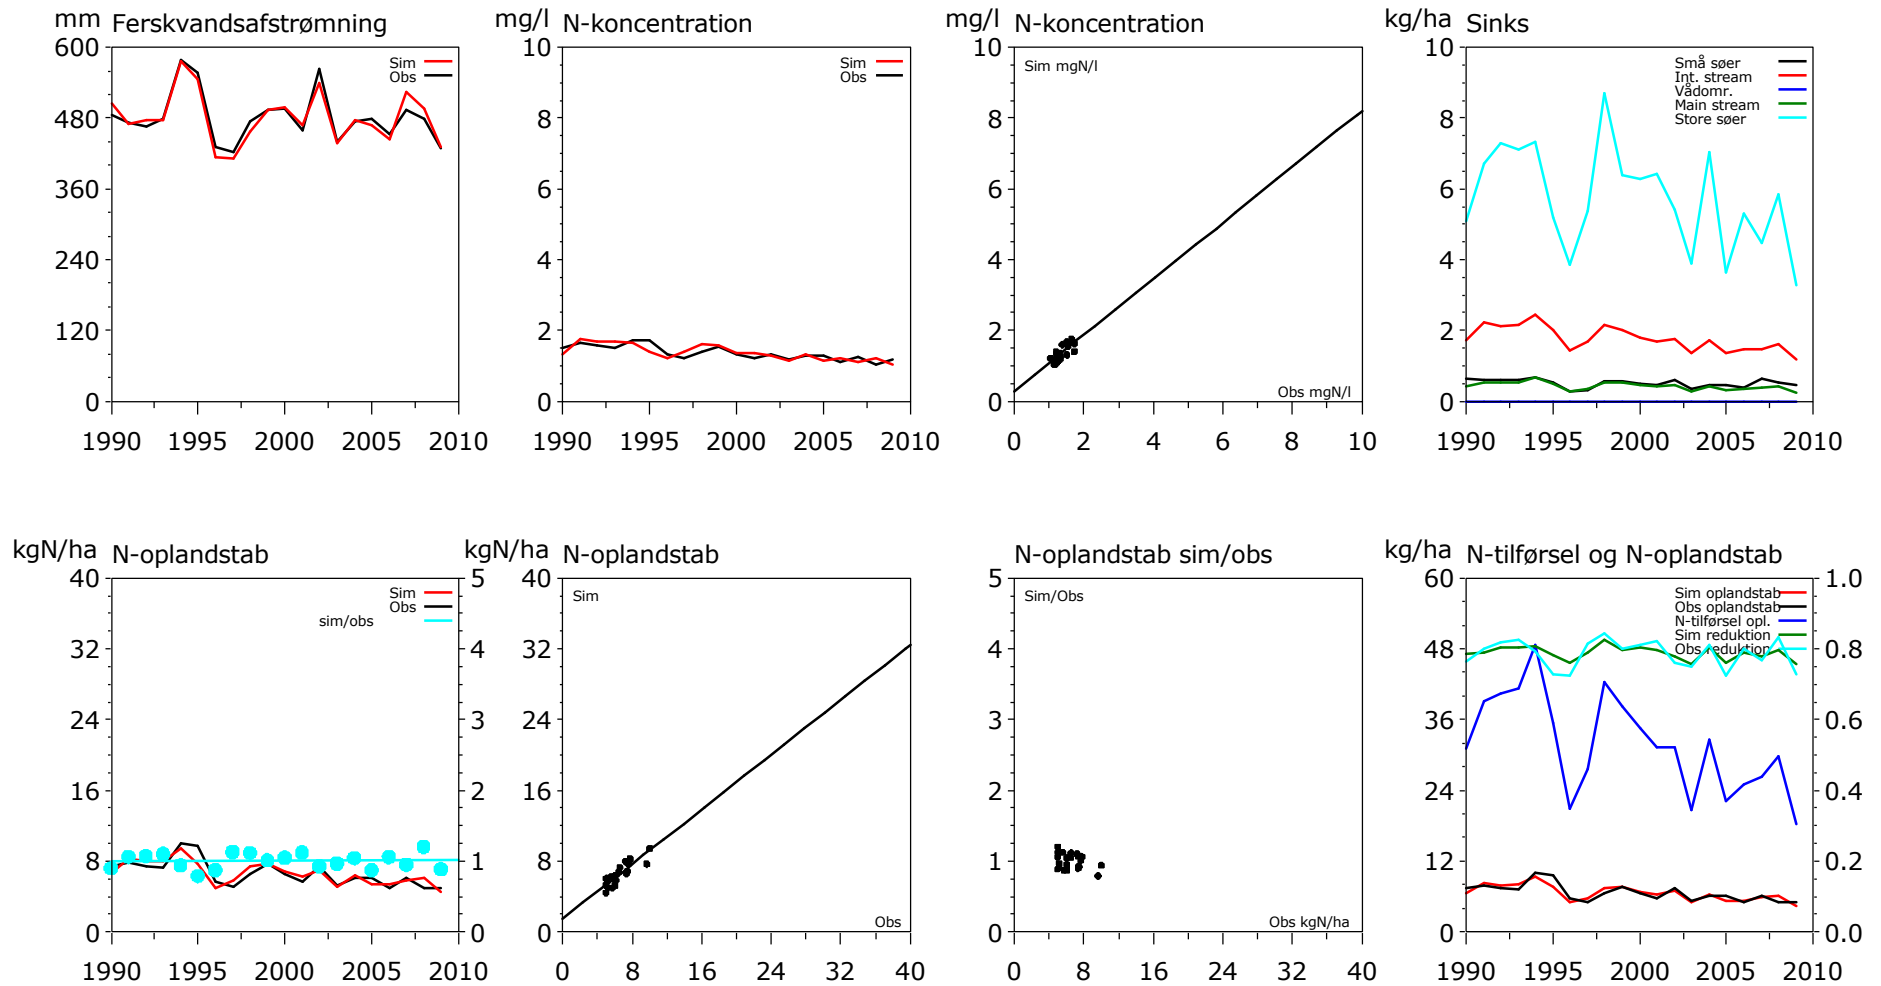 mm Ferskvandsafstrømning
600
480
360
240
120
0
1990 1995 2000 2005 2010
Sim
Obs
mg/l N-koncentration
10
8
6
4
2
0
1990 1995 2000 2005 2010
Sim
Obs
mg/l N-koncentration
10
8
6
4
2
0
0 2 4 6 8 10
Sim mgN/l
Obs mgN/l
kg/ha Sinks
10
8
6
4
2
0
1990 1995 2000 2005 2010
Små søer
Int. stream
Vådomr.
Main stream
Store søer
kgN/ha N-oplandstab
40
32
24
16
8
0
1990 1995 2000 2005 2010
5
4
3
2
1
0
Sim
Obs
sim/obs
kgN/ha N-oplandstab
40
32
24
16
8
0
0 8 16 24 32 40
Sim
Obs
N-oplandstab sim/obs
5
4
3
2
1
0
0 8 16 24 32 40
Sim/Obs
Obs kgN/ha
kg/ha N-tilførsel og N-oplandstab
60
48
36
24
12
0
1990 1995 2000 2005 2010
1.0
0.8
0.6
0.4
0.2
0.0
Sim oplandstab
Obs oplandstab
N-tilførsel opl.
Sim reduktion
Obs reduktion